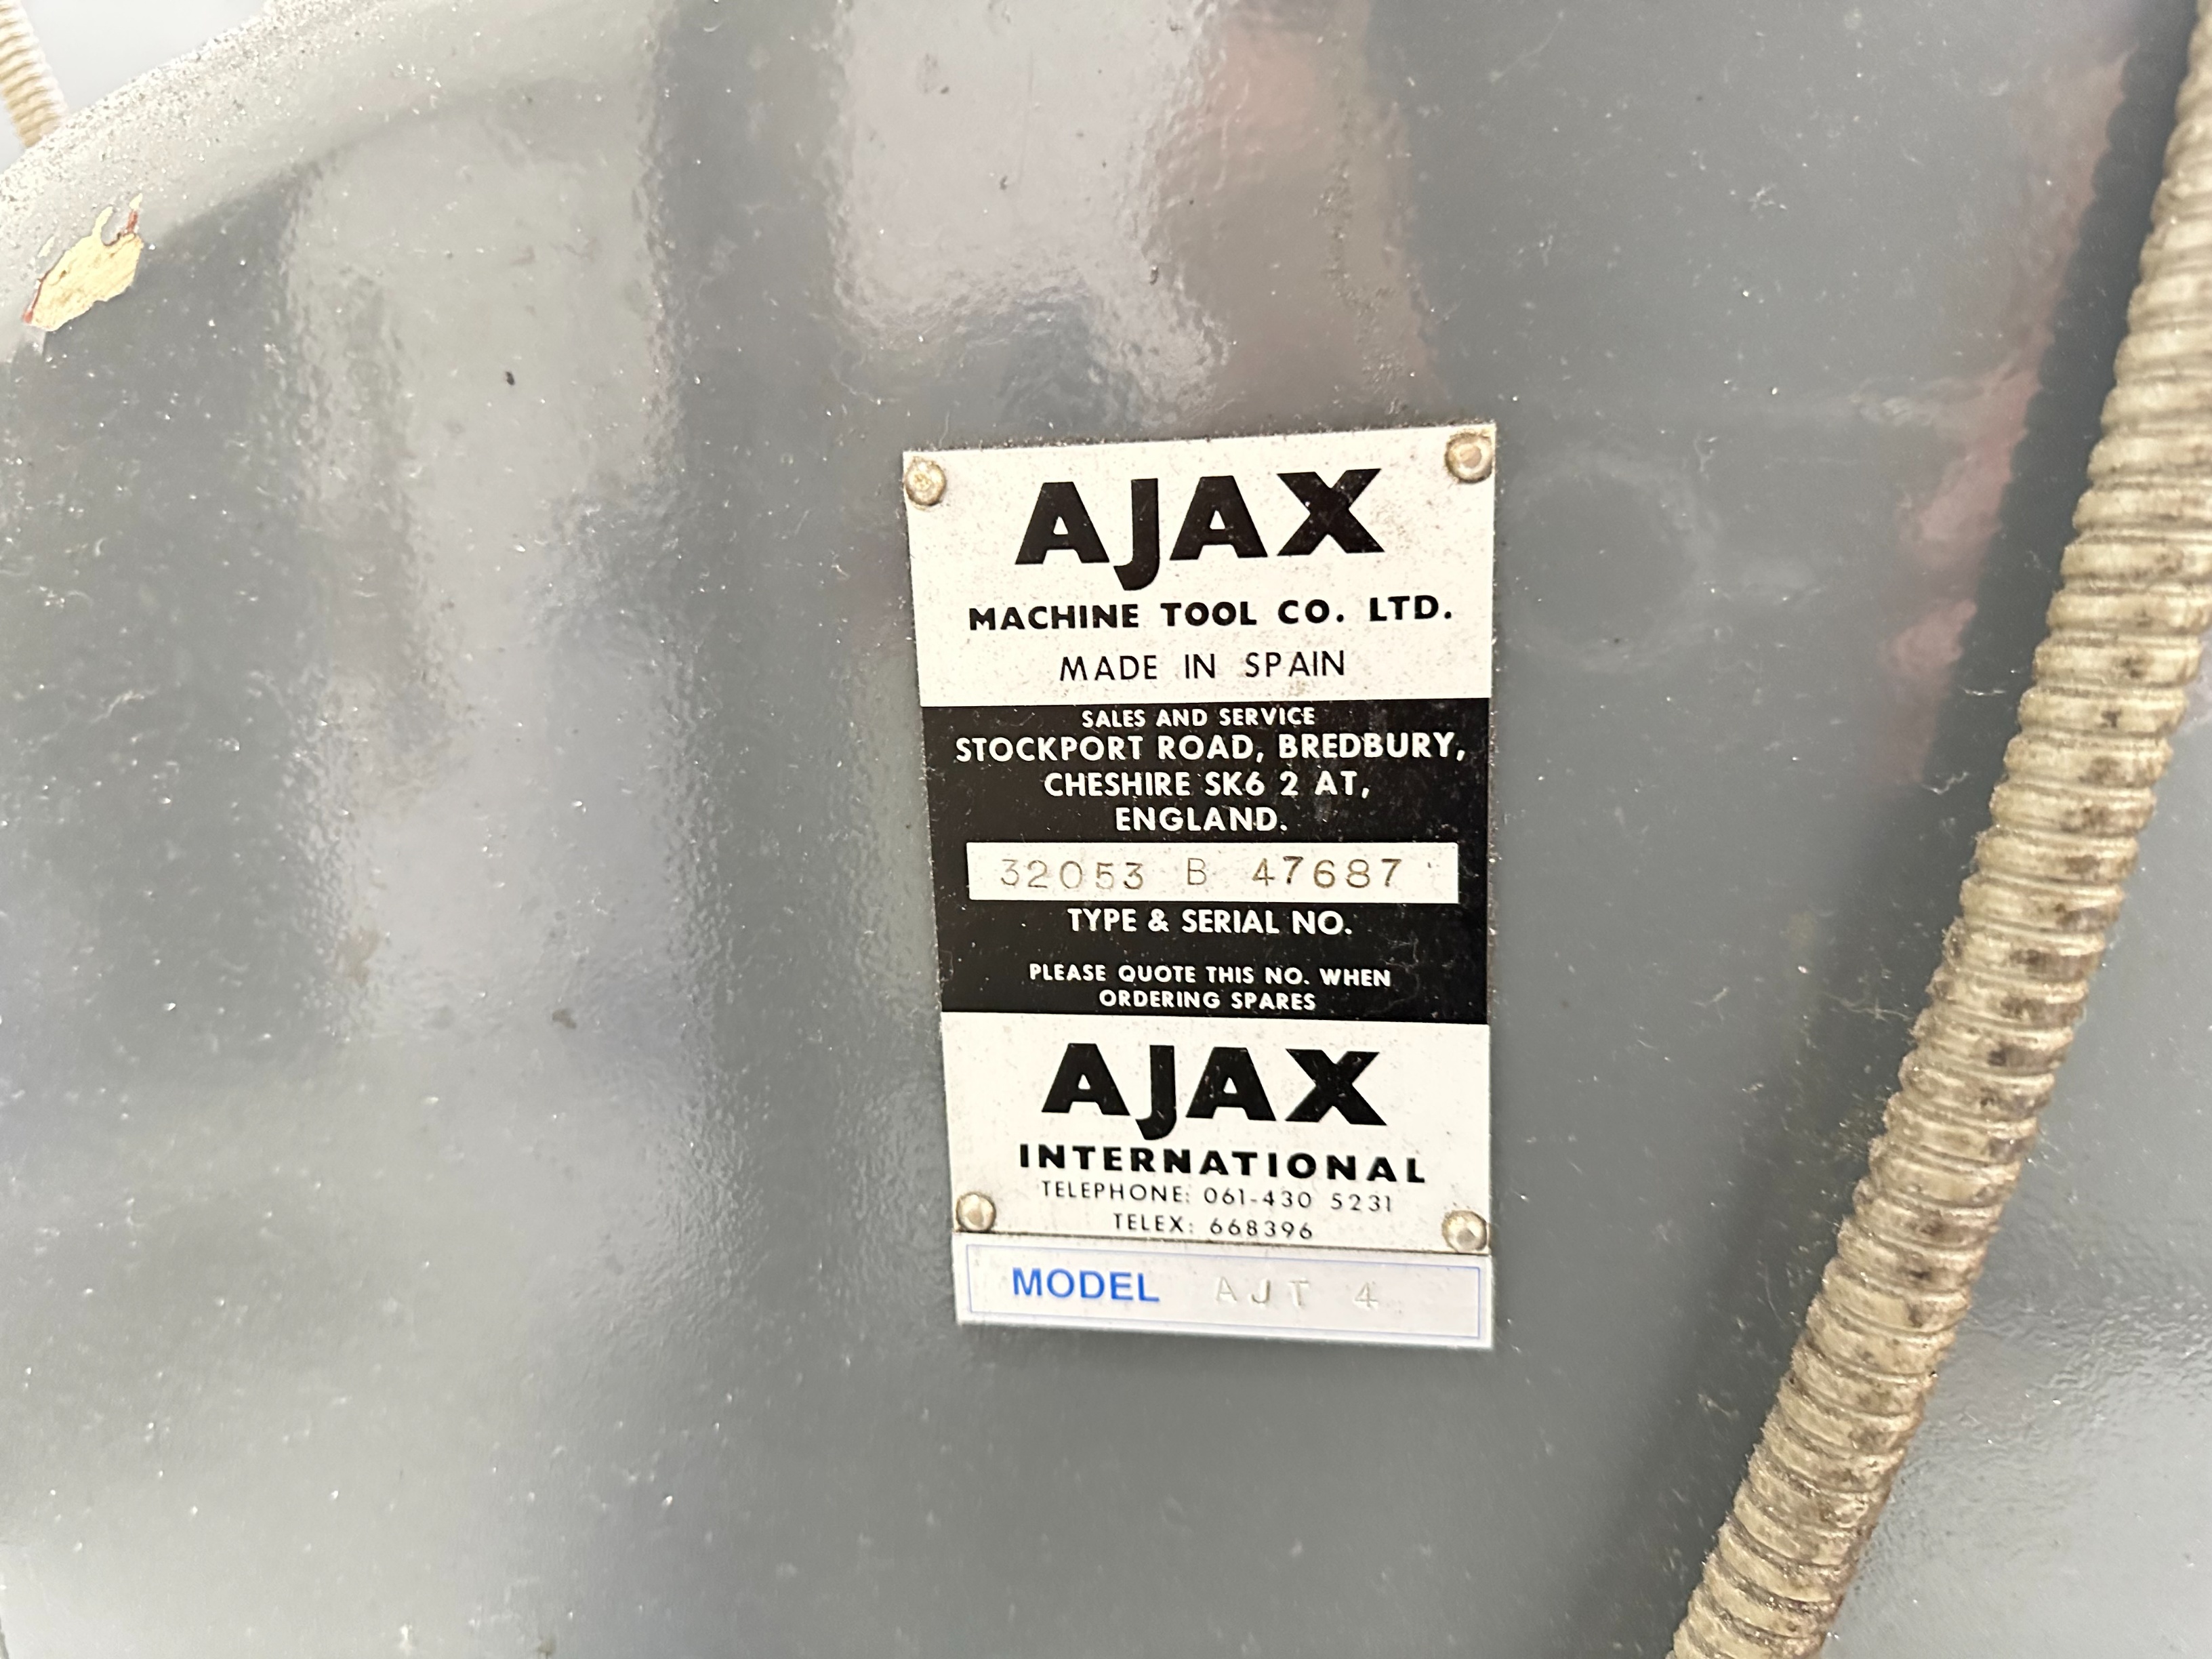 AJAX
MACHINE TOOL CO. LTD.
MADE IN SPAIN
SALES AND SERVICE
STOCKPORT ROAD, BREDBURY,
CHESHIRE SK6 2 AT,
ENGLAND.
32053 B 47687
TYPE & SERIAL NO.
PLEASE QUOTE THIS NO. WHEN
ORDERING SPARES
AJAX
INTERNATIONAL
TELEPHONE: 061-430 5231
TELEX: 668396
MODEL AJT 4